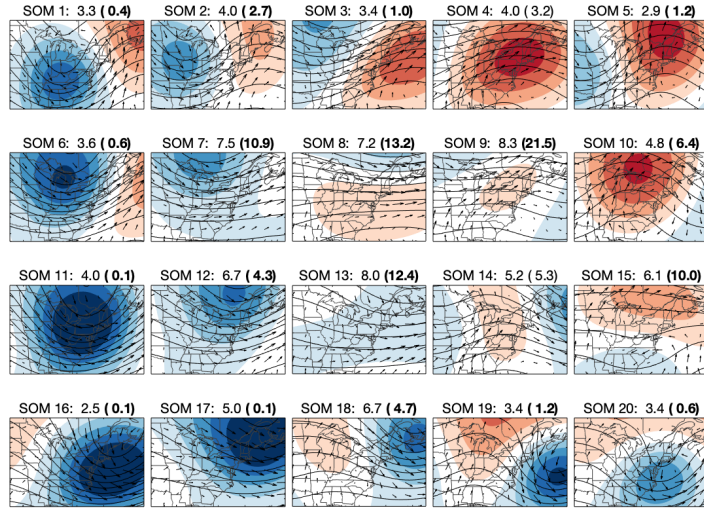 SOM 1: 3.3 ( 0.4)
SOM 2: 4.0 ( 2.7)
SOM 3: 3.4 ( 1.0)
SOM 4: 4.0 ( 3.2)
SOM 5: 2.9 ( 1.2)
SOM 6: 3.6 ( 0.6)
SOM 7: 7.5 (10.9)
SOM 8: 7.2 (13.2)
SOM 9: 8.3 (21.5)
SOM 10: 4.8 ( 6.4)
SOM 11: 4.0 ( 0.1)
SOM 12: 6.7 ( 4.3)
SOM 13: 8.0 (12.4)
SOM 14: 5.2 ( 5.3)
SOM 15: 6.1 (10.0)
SOM 16: 2.5 ( 0.1)
SOM 17: 5.0 ( 0.1)
SOM 18: 6.7 ( 4.7)
SOM 19: 3.4 ( 1.2)
SOM 20: 3.4 ( 0.6)